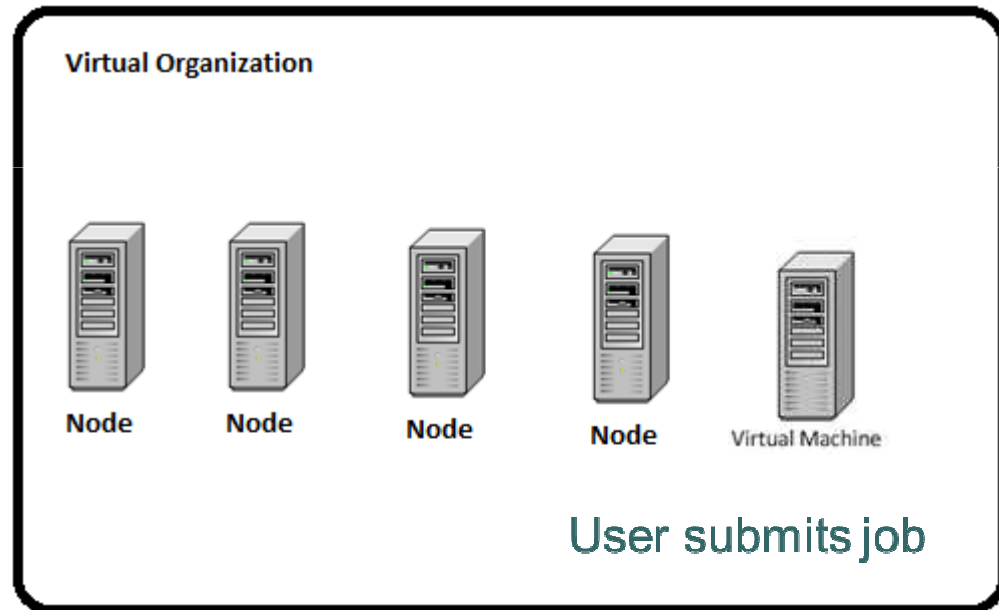 Virtual Organization
Node
Node
Node
Node
Virtual Machine
User submits job